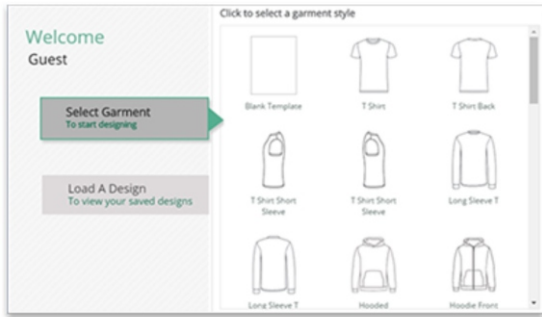 Click to select a garment style
Welcome
Guest
Select Garment
To start designing
Load A Design
To view your saved designs
Blank Template
T Shirt
T Shirt Back
T Shirt Short
Sleeve
T Shirt Short
Sleeve
Long Sleeve T
Long Sleeve T
Hooded
Hoodie Front